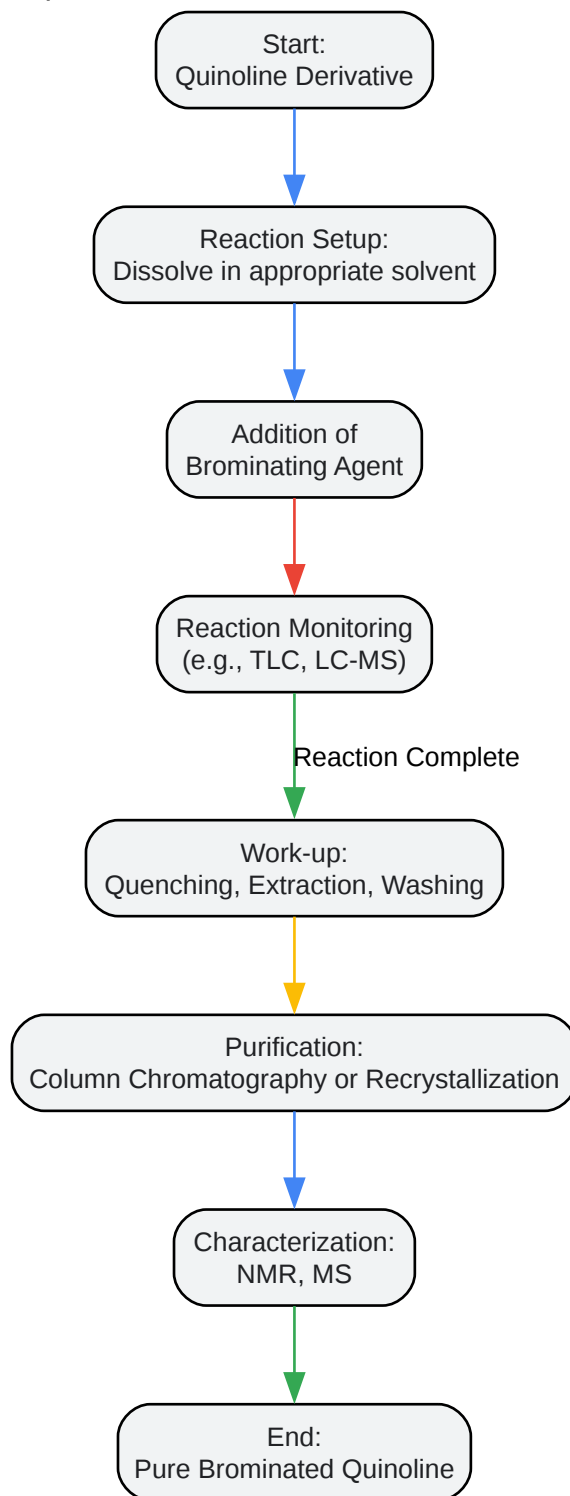 Start:
Quinoline Derivative
Reaction Setup:
Dissolve in appropriate solvent
Addition of
Brominating Agent
Reaction Monitoring
(e.g., TLC, LC-MS)
Reaction Complete
Work-up:
Quenching, Extraction, Washing
Purification:
Column Chromatography or Recrystallization
Characterization:
NMR, MS
End:
Pure Brominated Quinoline